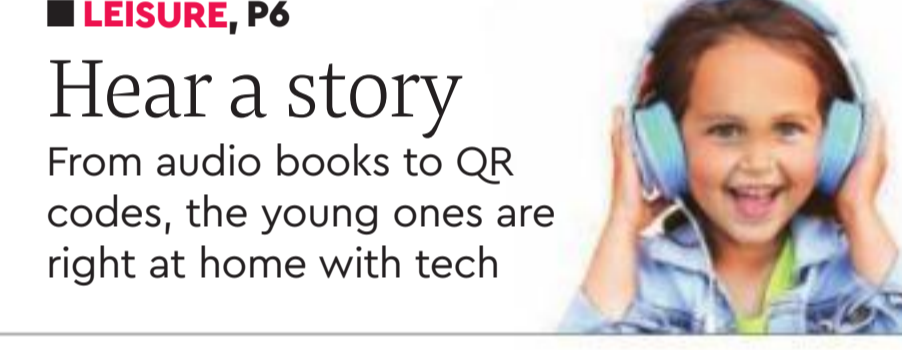 LEISURE, P6
Hear a story
From audio books to QR
codes, the young ones are
right at home with tech